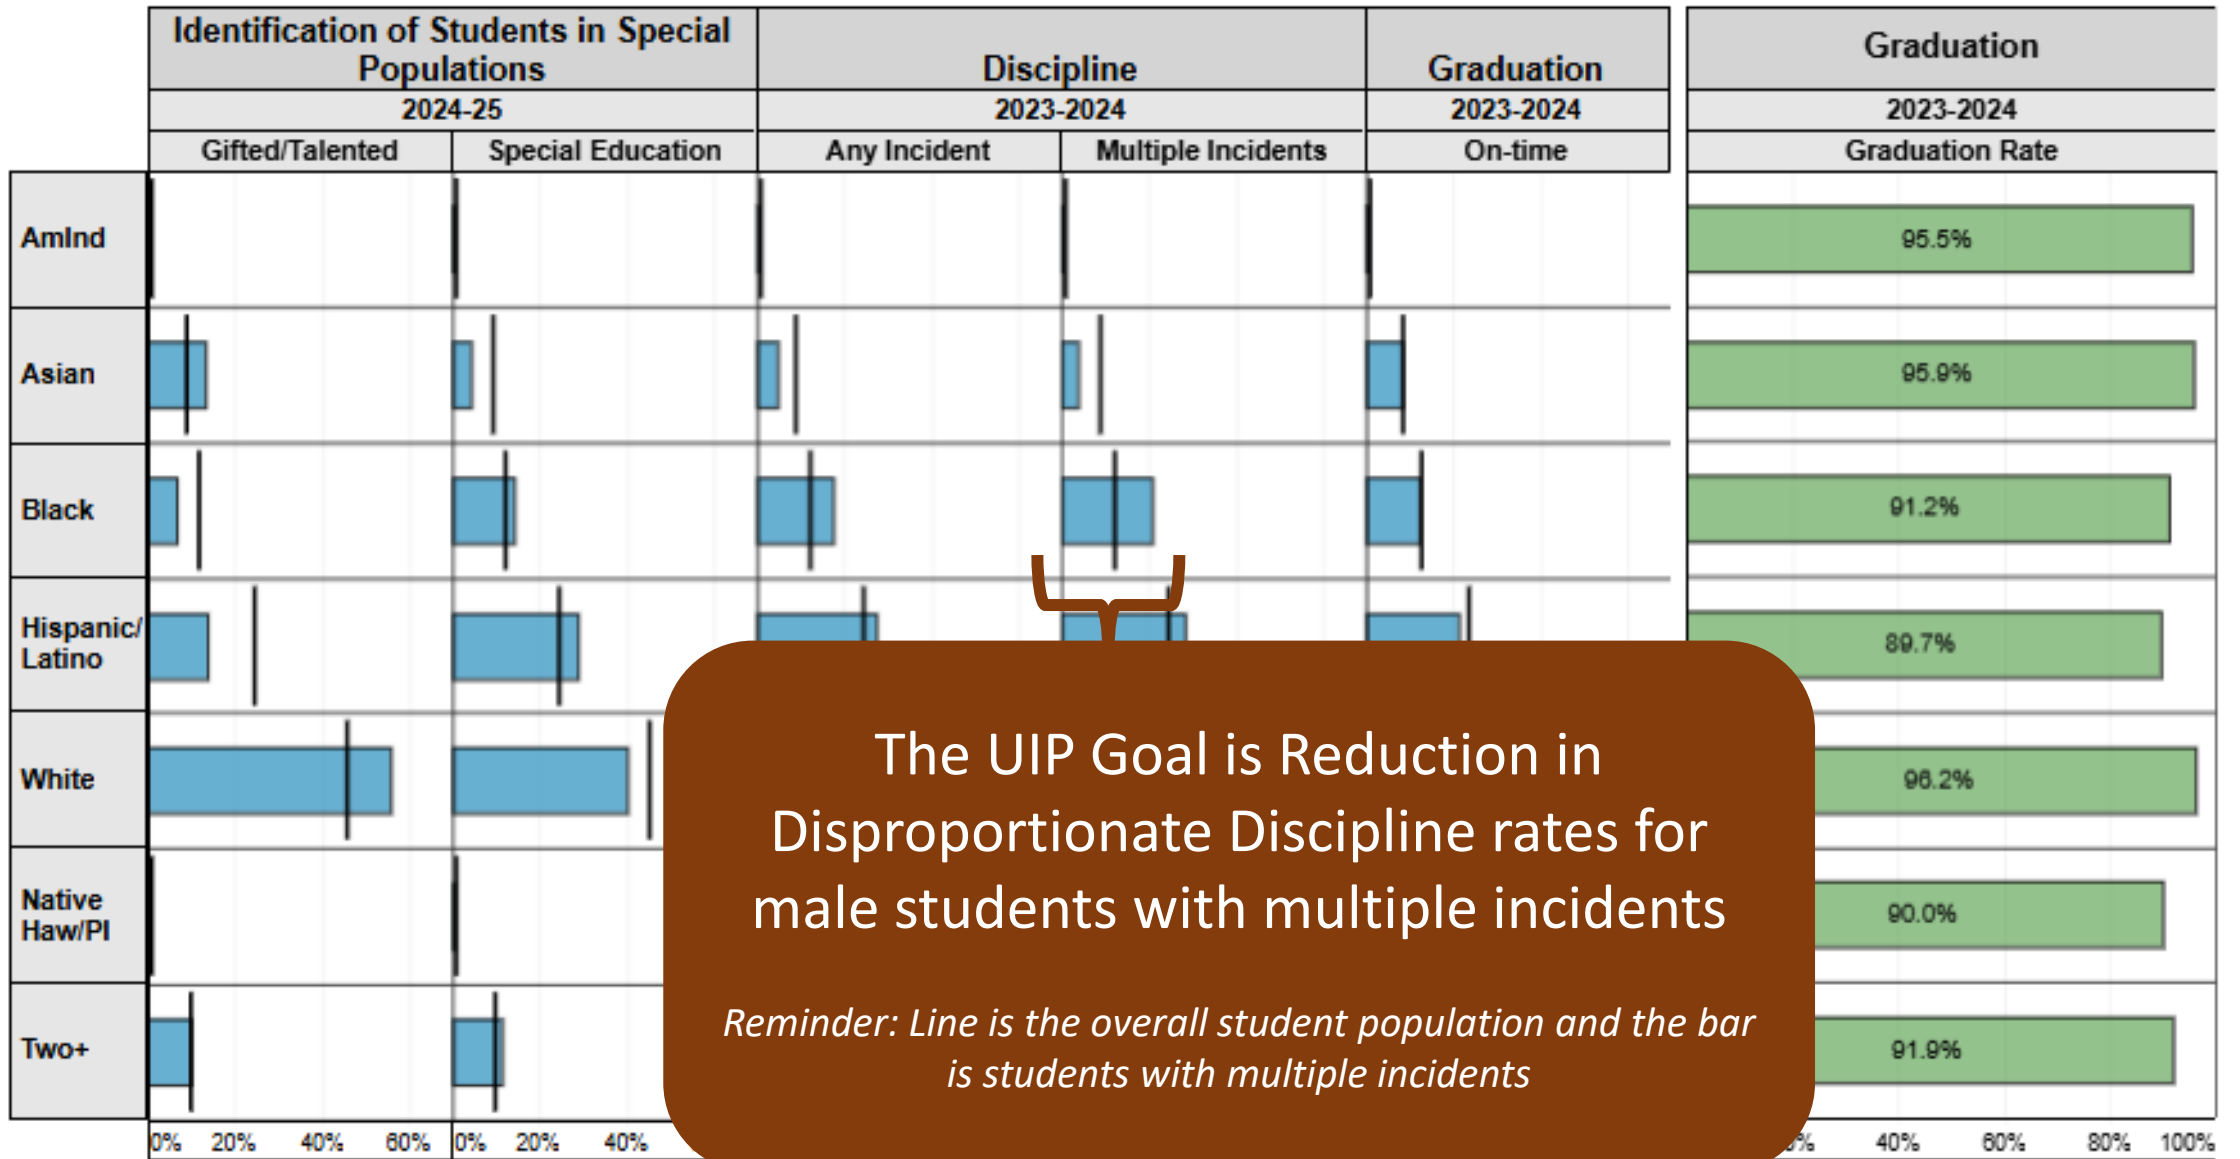 Identification of Students in Special
Populations
Discipline
Graduation
Graduation
2024-25
2023-2024
2023-2024
2023-2024
Gifted/Talented
Special Education
Any Incident
Multiple Incidents
On-time
Graduation Rate
AmInd
95.5%
Asian
95.9%
Black
91.2%
Hispanic/
Latino
89.7%
White
96.2%
Native
Haw/PI
90.0%
Two+
91.9%
The UIP Goal is Reduction in
Disproportionate Discipline rates for
male students with multiple incidents
Reminder: Line is the overall student population and the bar
is students with multiple incidents
0% 20% 40% 60% 0% 20% 40%
40% 60% 80% 100%